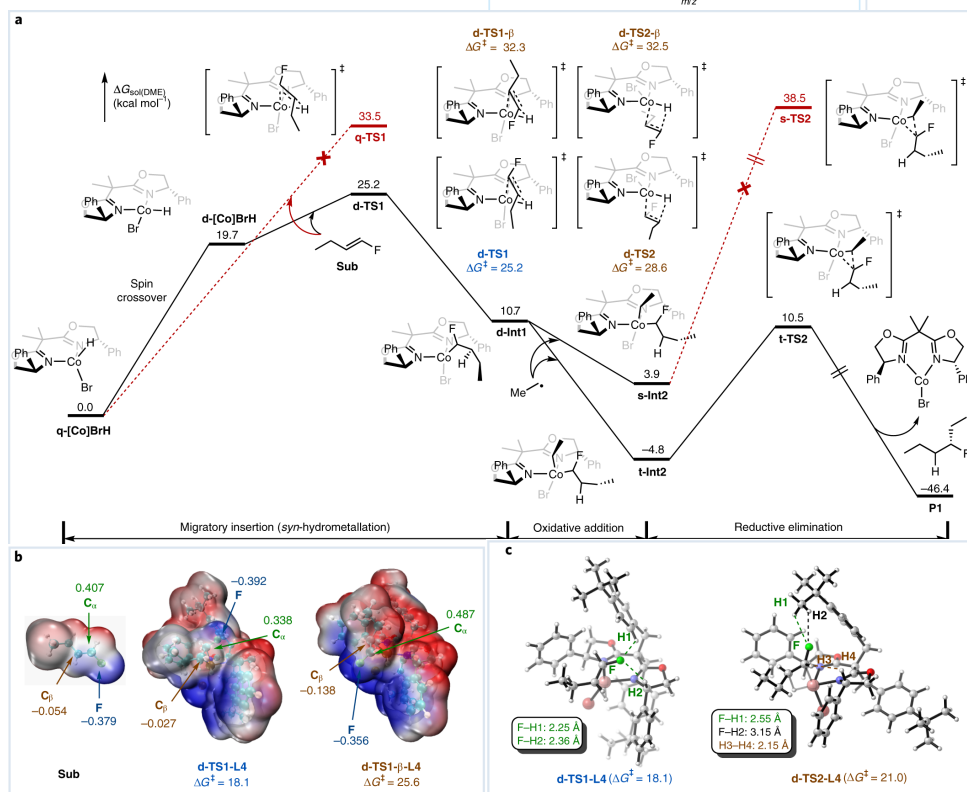 m/z
a
ΔG sol(DME)
(kcal mol⁻¹)
d-TS1-β
ΔG‡ = 32.3
d-TS2-β
ΔG‡ = 32.5
33.5
q-TS1
38.5
s-TS2
25.2
d-TS1
d-[Co]BrH
19.7
Sub
d-TS1
ΔG‡ = 25.2
d-TS2
ΔG‡ = 28.6
Spin
crossover
10.7
d-Int1
10.5
t-TS2
3.9
s-Int2
Me
0.0
q-[Co]BrH
−4.8
t-Int2
−46.4
P1
Migratory insertion (syn-hydrometallation)
Oxidative addition
Reductive elimination
b
0.407
Cα
Cβ
−0.054
F
−0.379
Sub
−0.392
F
0.338
Cα
Cβ
−0.027
d-TS1-L4
ΔG‡ = 18.1
0.487
Cα
Cβ
−0.138
F
−0.356
d-TS1-β-L4
ΔG‡ = 25.6
c
H1
F
H2
F–H1: 2.25 Å
F–H2: 2.36 Å
d-TS1-L4 (ΔG‡ = 18.1)
H1
H2
F
H3
H4
F–H1: 2.55 Å
F–H2: 3.15 Å
H3–H4: 2.15 Å
d-TS2-L4 (ΔG‡ = 21.0)